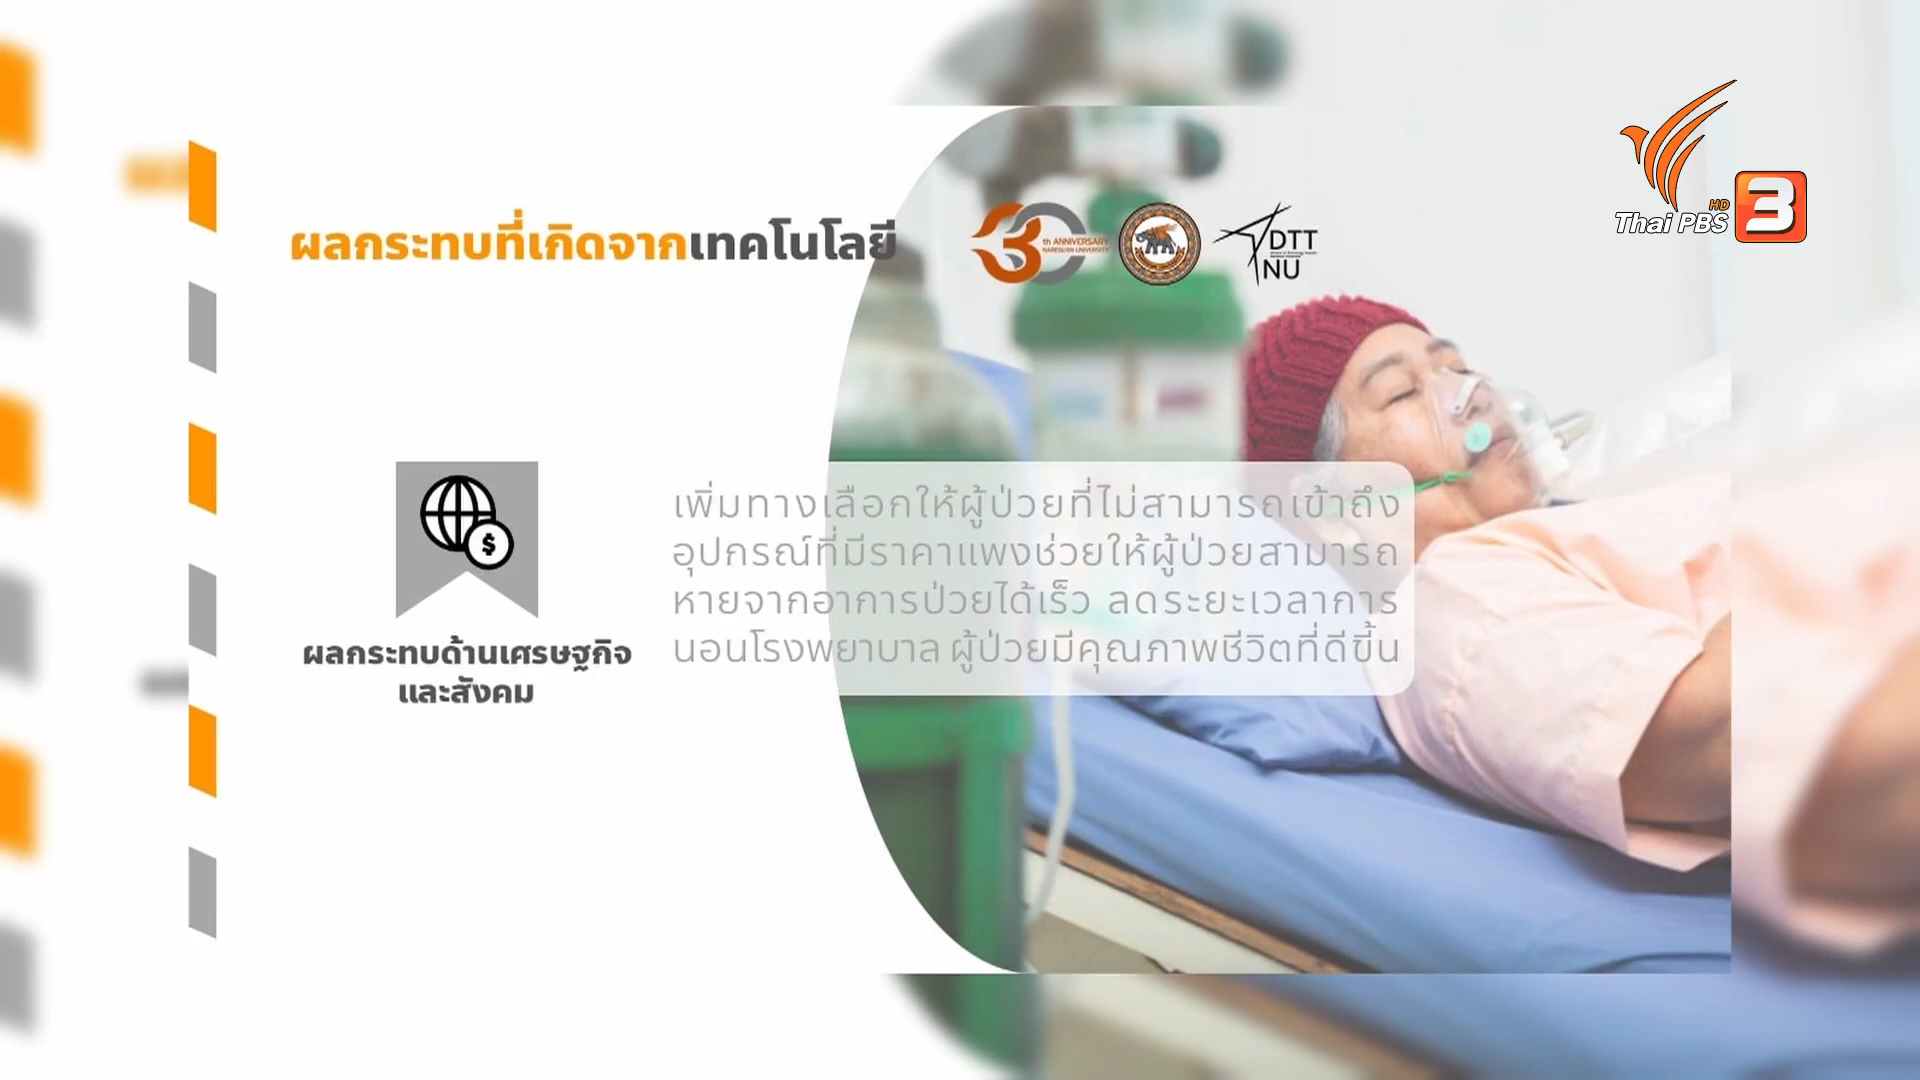 Thai PBS HD 3
ผลกระทบที่เกิดจากเทคโนโลยี
30 th ANNIVERSARY
NARESUAN UNIVERSITY
DTT
NU
เพิ่มทางเลือกให้ผู้ป่วยที่ไม่สามารถเข้าถึง
อุปกรณ์ที่มีราคาแพงช่วยให้ผู้ป่วยสามารถ
หายจากอาการป่วยได้เร็ว ลดระยะเวลาการ
นอนโรงพยาบาล ผู้ป่วยมีคุณภาพชีวิตที่ดีขึ้น
$
ผลกระทบด้านเศรษฐกิจ
และสังคม